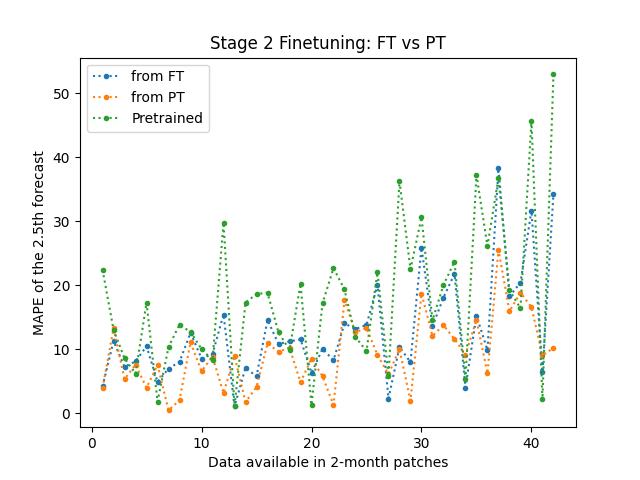 Stage 2 Finetuning: FT vs PT
from FT
from PT
Pretrained
MAPE of the 2.5th forecast
50
40
30
20
10
0
0 10 20 30 40
Data available in 2-month patches